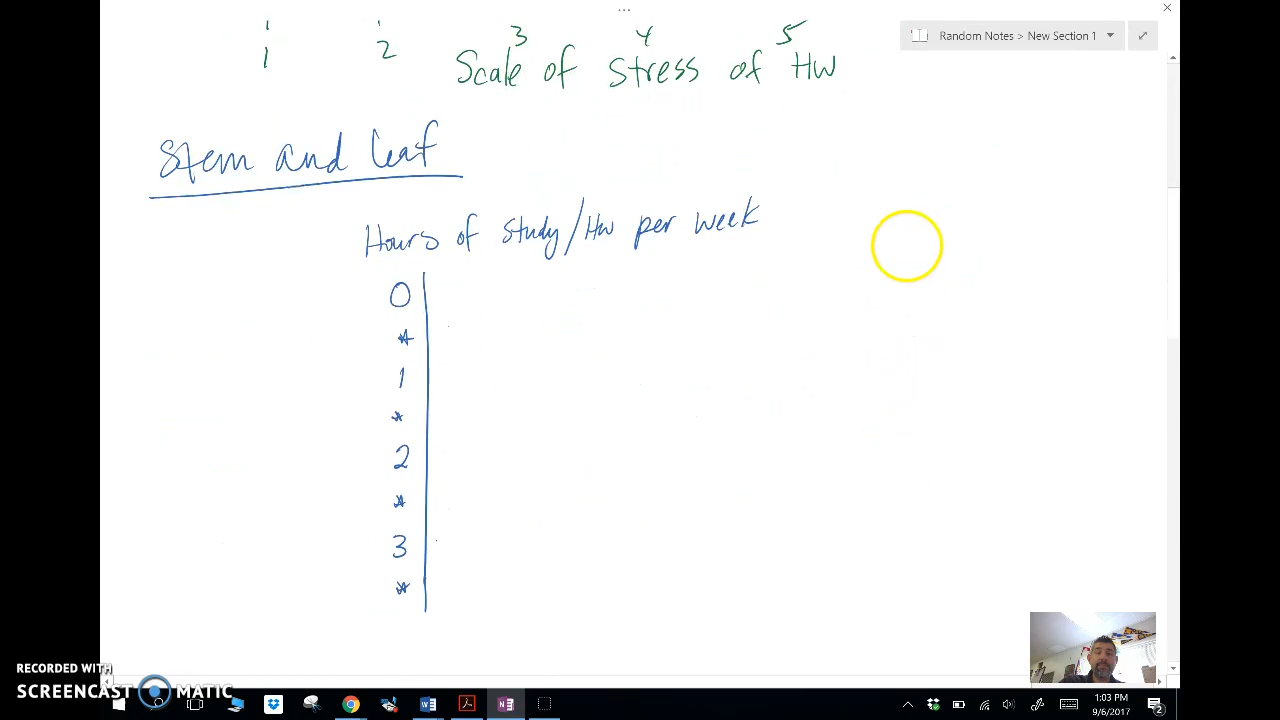 ...
Random Notes > New Section 1
3 4 5
1 2
Scale of Stress of HW
Stem and Leaf
Hours of study/HW per week
0
*
1
*
2
*
3
*
RECORDED WITH
SCREENCAST MATIC
1:03 PM
9/6/2017
2